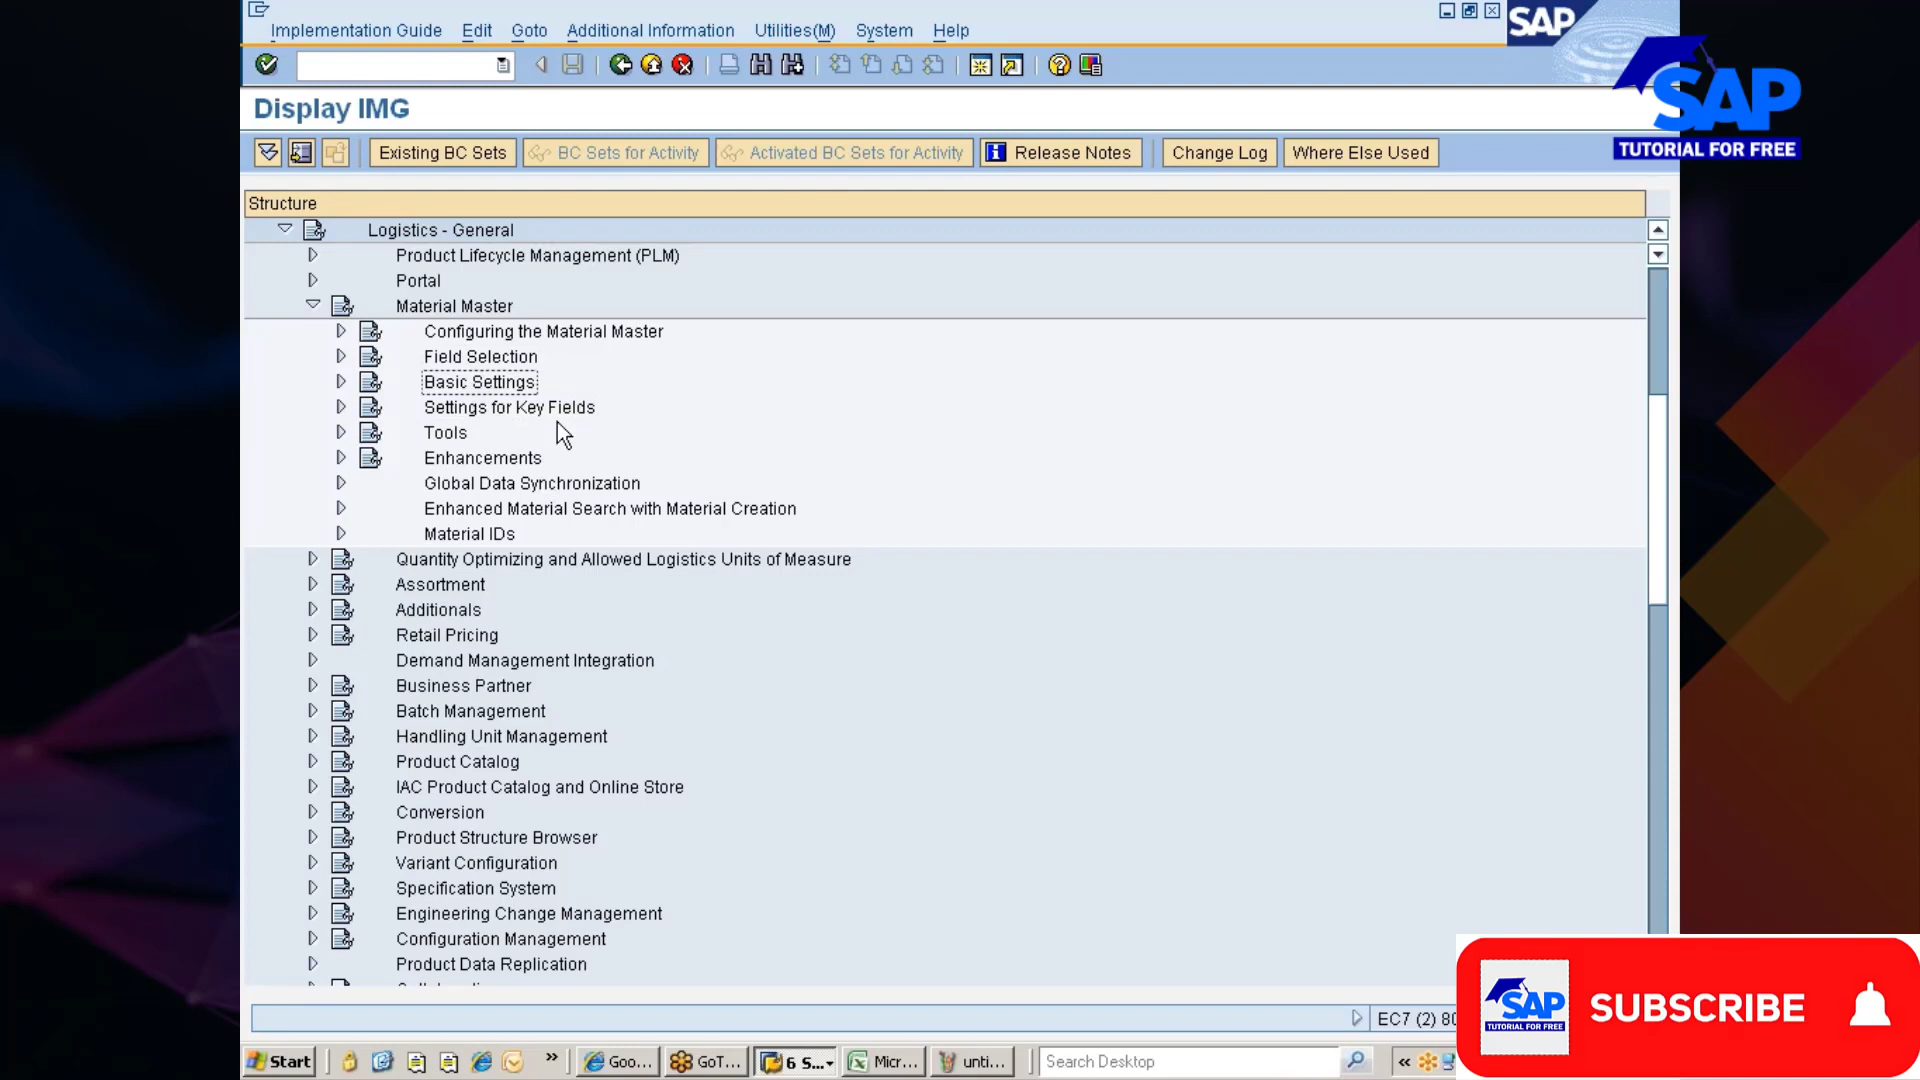 Implementation Guide Edit Goto Additional Information Utilities(M) System Help
SAP
SAP
TUTORIAL FOR FREE
Display IMG
Existing BC Sets BC Sets for Activity Activated BC Sets for Activity Release Notes Change Log Where Else Used
Structure
Logistics - General
Product Lifecycle Management (PLM)
Portal
Material Master
Configuring the Material Master
Field Selection
Basic Settings
Settings for Key Fields
Tools
Enhancements
Global Data Synchronization
Enhanced Material Search with Material Creation
Material IDs
Quantity Optimizing and Allowed Logistics Units of Measure
Assortment
Additionals
Retail Pricing
Demand Management Integration
Business Partner
Batch Management
Handling Unit Management
Product Catalog
IAC Product Catalog and Online Store
Conversion
Product Structure Browser
Variant Configuration
Specification System
Engineering Change Management
Configuration Management
Product Data Replication
EC7 (2) 80
SAP
TUTORIAL FOR FREE
SUBSCRIBE
Start Goo... GoT... 6 S... Micr... unti... Search Desktop